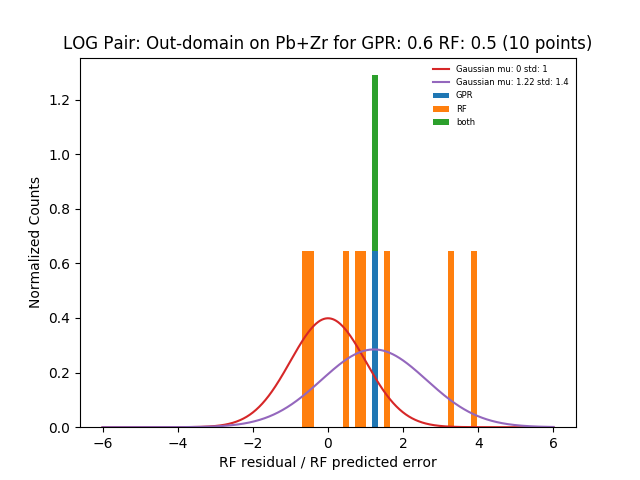 LOG Pair: Out-domain on Pb+Zr for GPR: 0.6 RF: 0.5 (10 points)
Gaussian mu: 0 std: 1
Gaussian mu: 1.22 std: 1.4
GPR
RF
both
Normalized Counts
1.2
1.0
0.8
0.6
0.4
0.2
0.0
−6 −4 −2 0 2 4 6
RF residual / RF predicted error